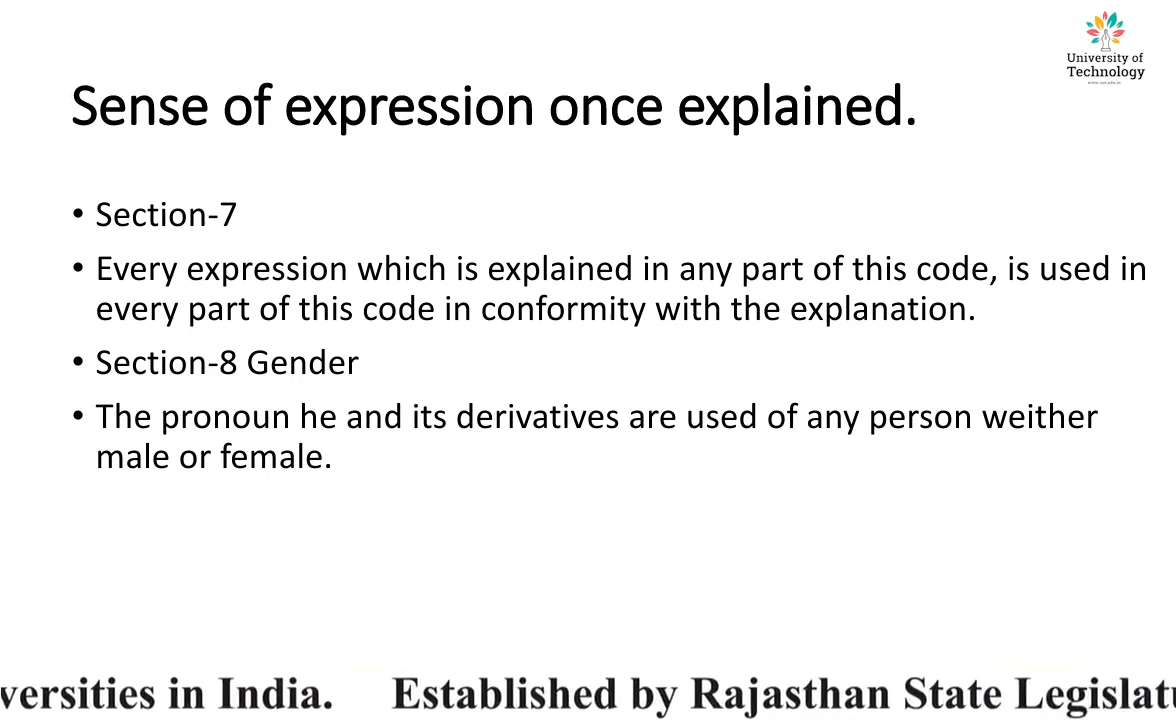 University of
Technology
Sense of expression once explained.
• Section-7
• Every expression which is explained in any part of this code, is used in
every part of this code in conformity with the explanation.
• Section-8 Gender
• The pronoun he and its derivatives are used of any person weither
male or female.
versities in India. Established by Rajasthan State Legislatu